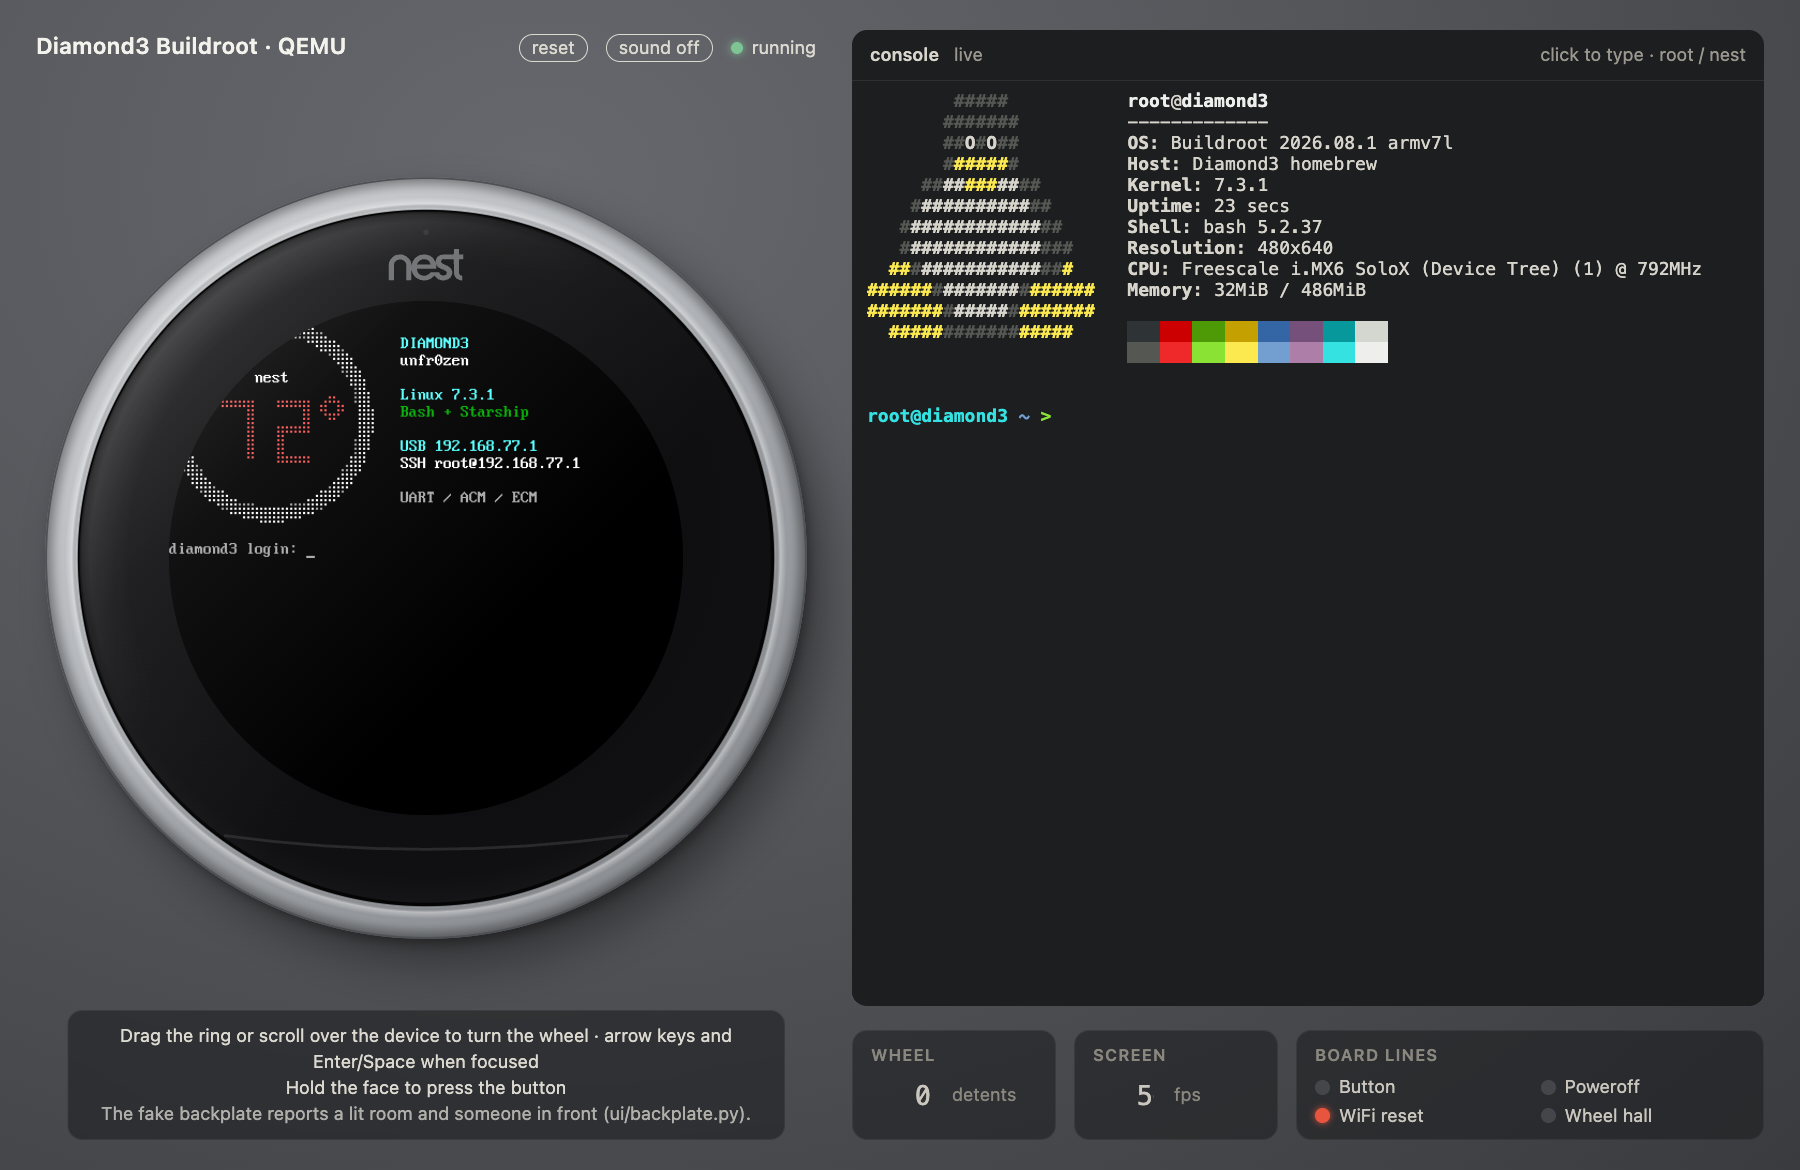 Diamond3 Buildroot · QEMU
reset
sound off
running
nest
nest
72°
DIAMOND3
unfr0zen
Linux 7.3.1
Bash + Starship
USB 192.168.77.1
SSH root@192.168.77.1
UART / ACM / ECM
diamond3 login: _
Drag the ring or scroll over the device to turn the wheel · arrow keys and
Enter/Space when focused
Hold the face to press the button
The fake backplate reports a lit room and someone in front (ui/backplate.py).
console live
click to type · root / nest
#####
#######
##O#O##
#######
###########
#############
###############
################
##################
#####################
#####################
#################
root@diamond3
-------------
OS: Buildroot 2026.08.1 armv7l
Host: Diamond3 homebrew
Kernel: 7.3.1
Uptime: 23 secs
Shell: bash 5.2.37
Resolution: 480x640
CPU: Freescale i.MX6 SoloX (Device Tree) (1) @ 792MHz
Memory: 32MiB / 486MiB
root@diamond3 ~ >
WHEEL
0 detents
SCREEN
5 fps
BOARD LINES
Button
Poweroff
WiFi reset
Wheel hall